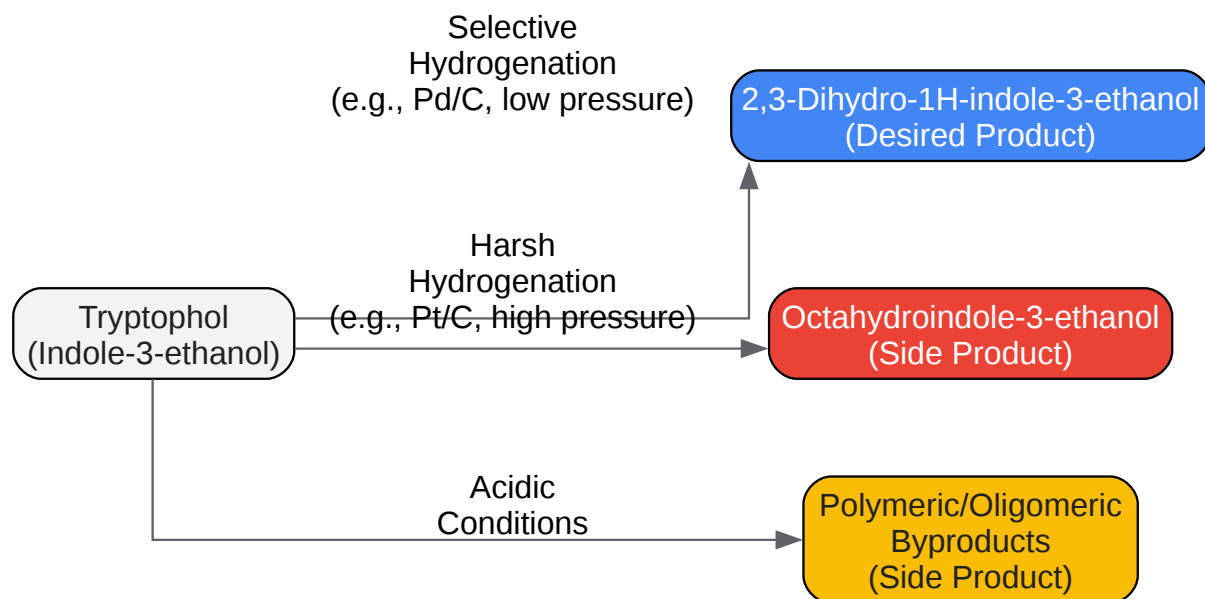 Selective
Hydrogenation
(e.g., Pd/C, low pressure)
2,3-Dihydro-1H-indole-3-ethanol
(Desired Product)
Harsh
Hydrogenation
(e.g., Pt/C, high pressure)
Tryptophol
(Indole-3-ethanol)
Octahydroindole-3-ethanol
(Side Product)
Acidic
Conditions
Polymeric/Oligomeric
Byproducts
(Side Product)